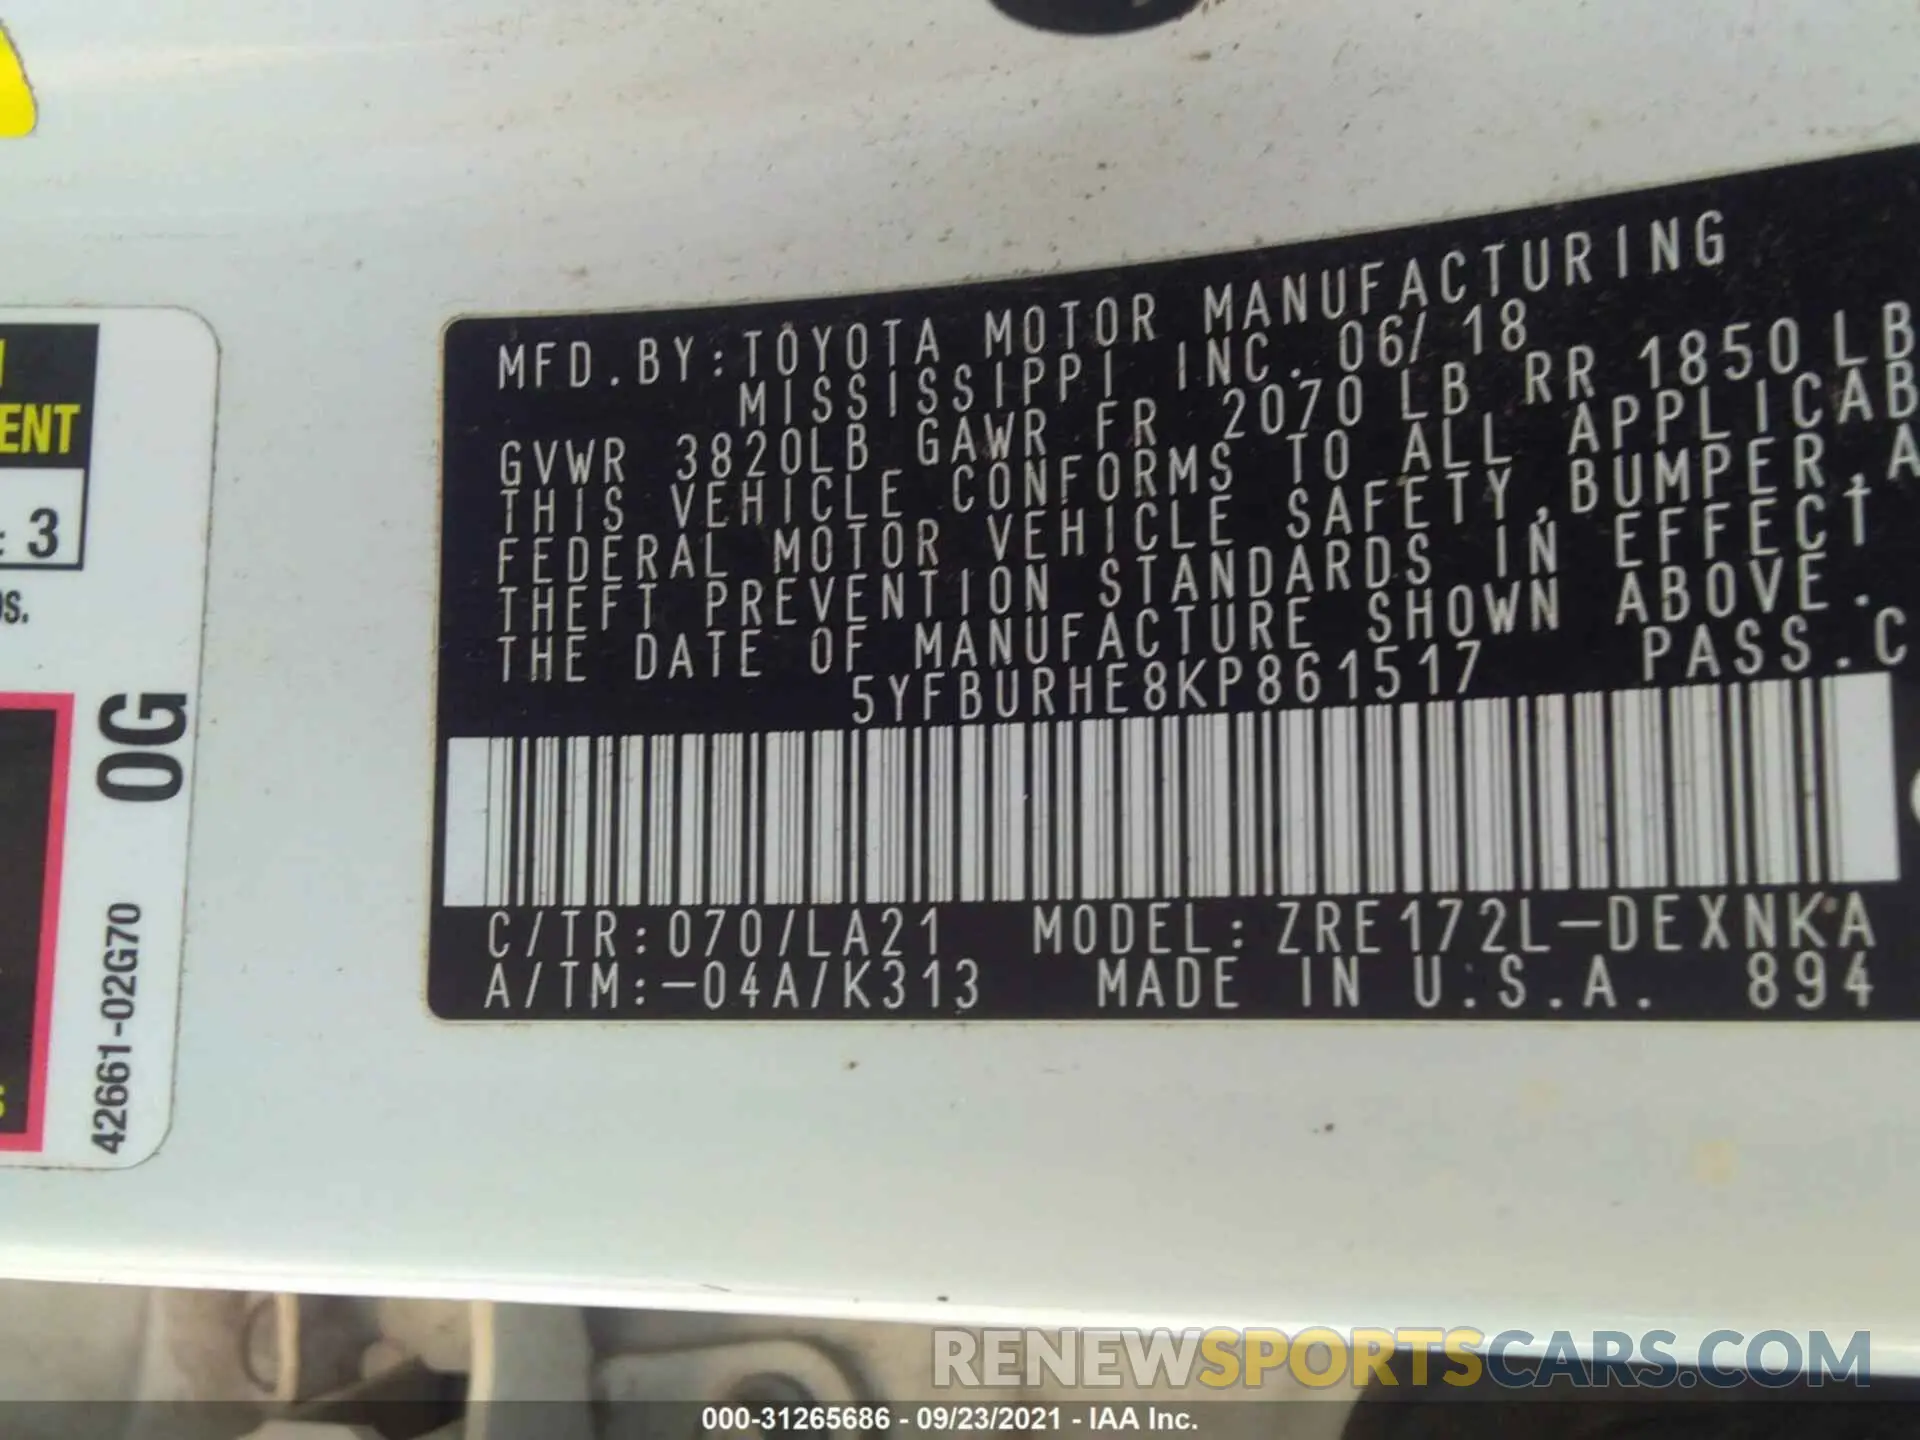 ENT
: 3
OS.
0G
42661-02G70
MFD.BY:TOYOTA MOTOR MANUFACTURING
MISSISSIPPI INC. 06/ 18
GVWR 3820LB GAWR FR 2070 LB RR 1850 LB
THIS VEHICLE CONFORMS TO ALL APPLICAB
FEDERAL MOTOR VEHICLE SAFETY,BUMPER,A
THEFT PREVENTION STANDARDS IN EFFECT
THE DATE OF MANUFACTURE SHOWN ABOVE.
5YFBURHE8KP861517 PASS.C
C/TR:070/LA21 MODEL:ZRE172L-DEXNKA
A/TM:-04A/K313 MADE IN U.S.A. 894
RENEWSPORTSCARS.COM
000-31265686 - 09/23/2021 - IAA Inc.